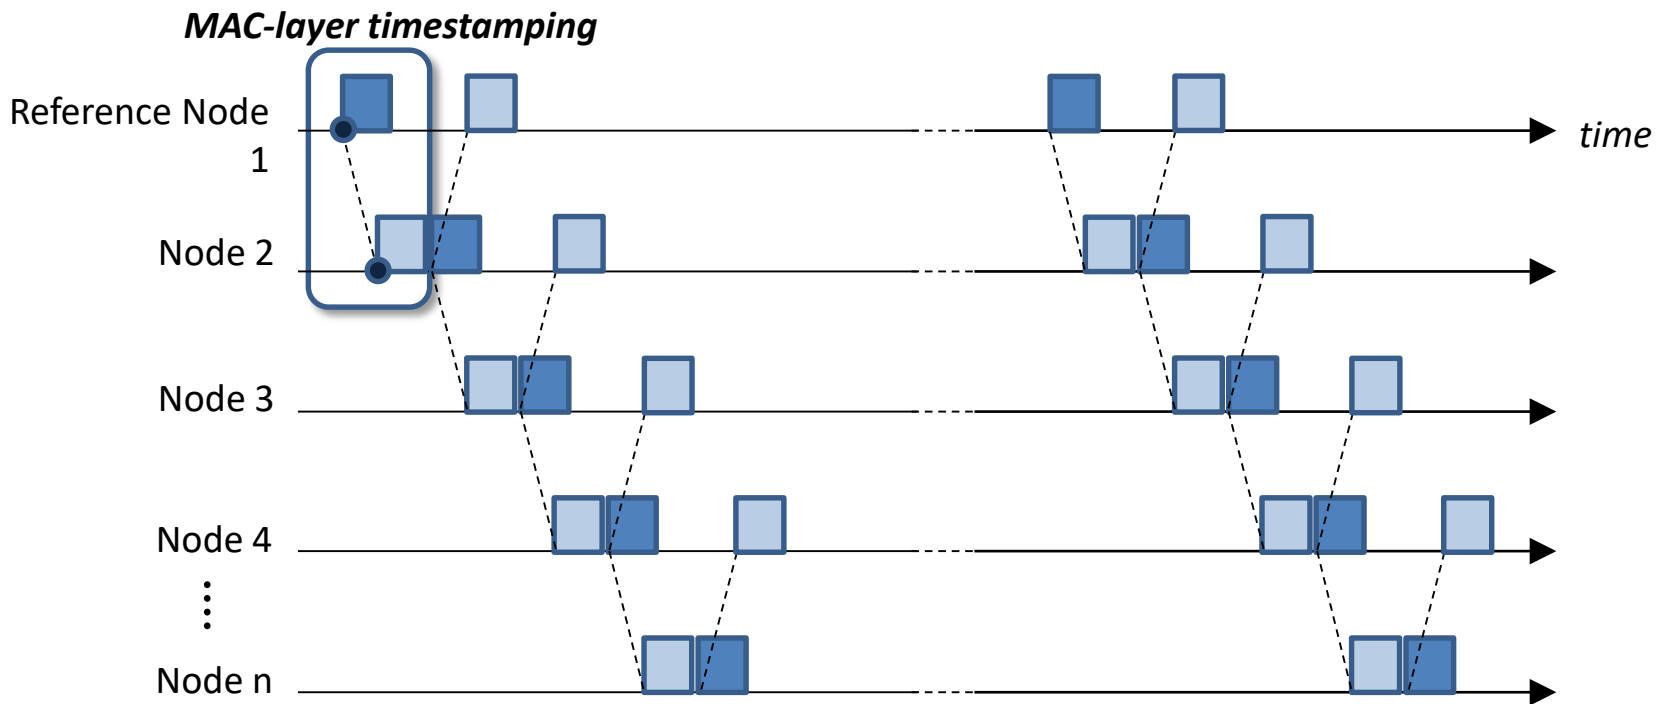 MAC-layer timestamping
Reference Node
1
time
Node 2
Node 3
Node 4
Node n